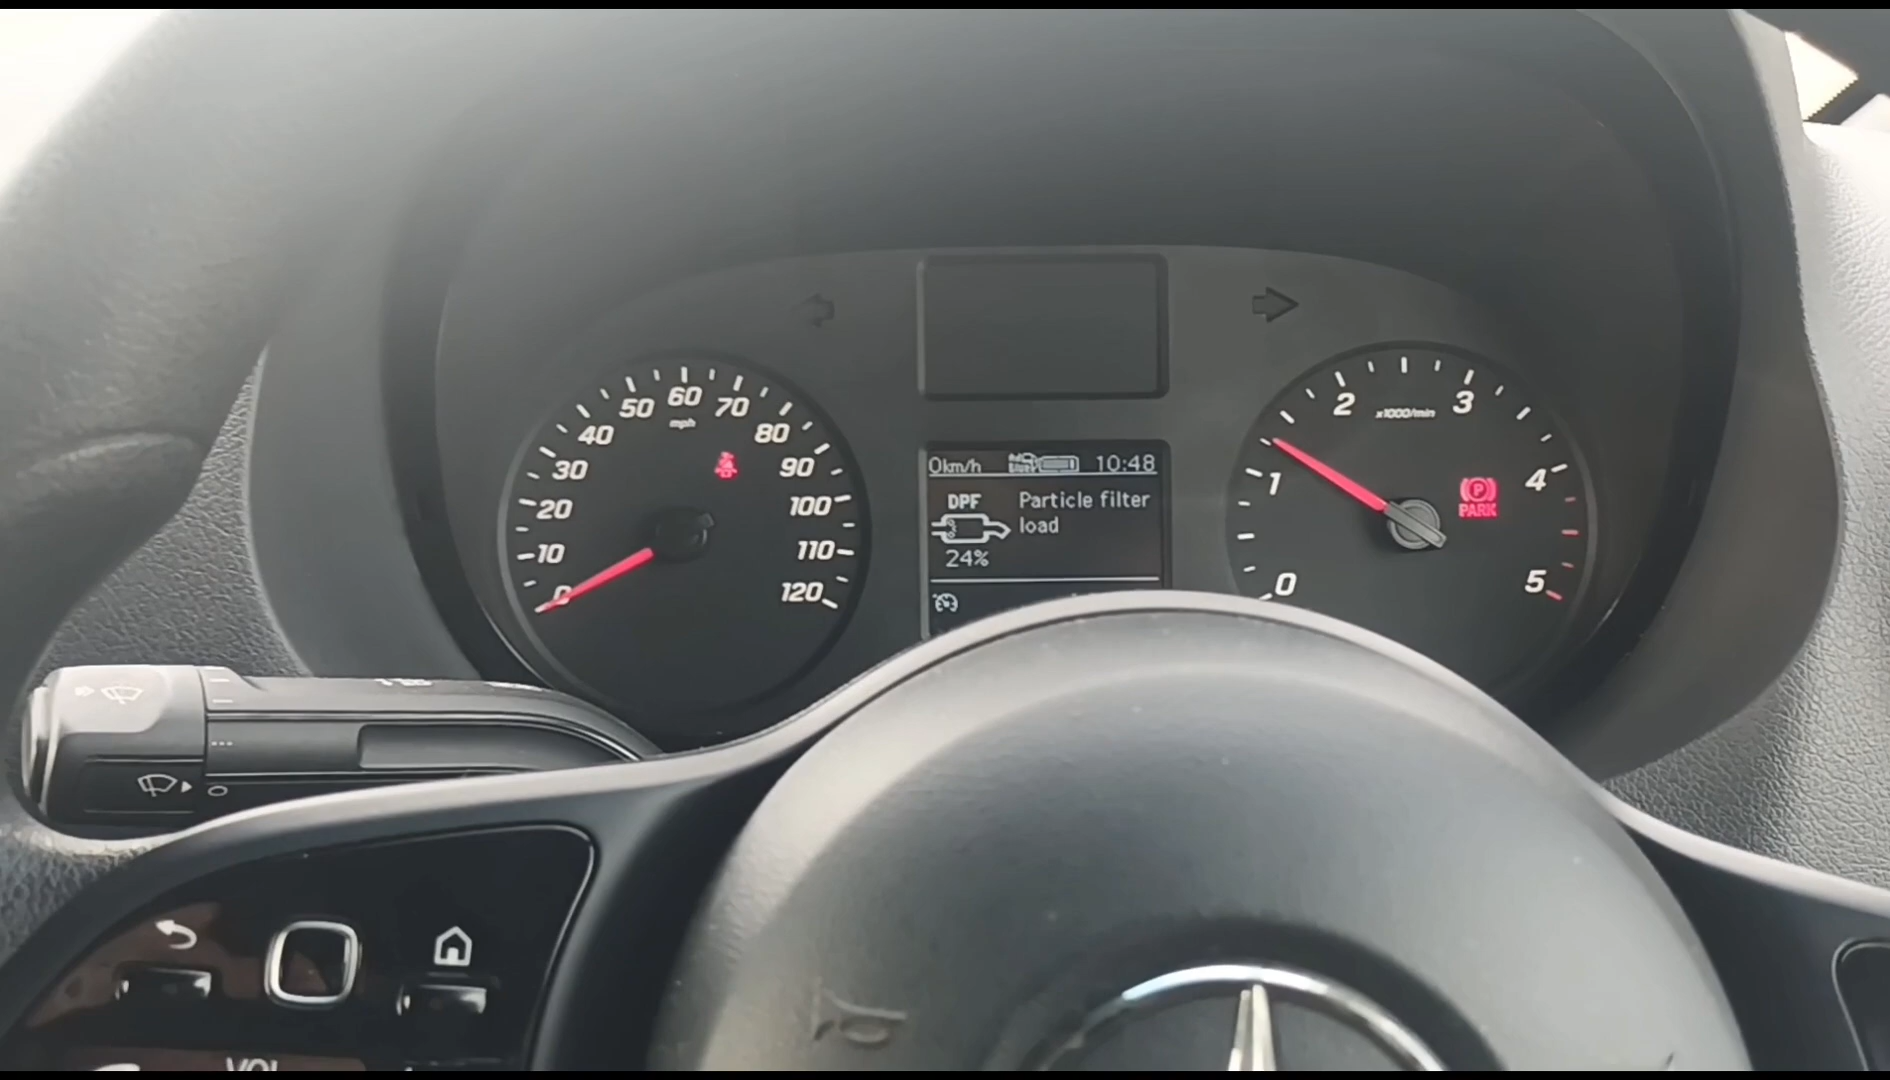 50 60 70
40 mph 80
30 90
20 100
10 110
0 120
0km/h AdBlue 10:48
DPF Particle filter
load
24%
2 x1000/min 3
1 4
PARK
0 5
VOL